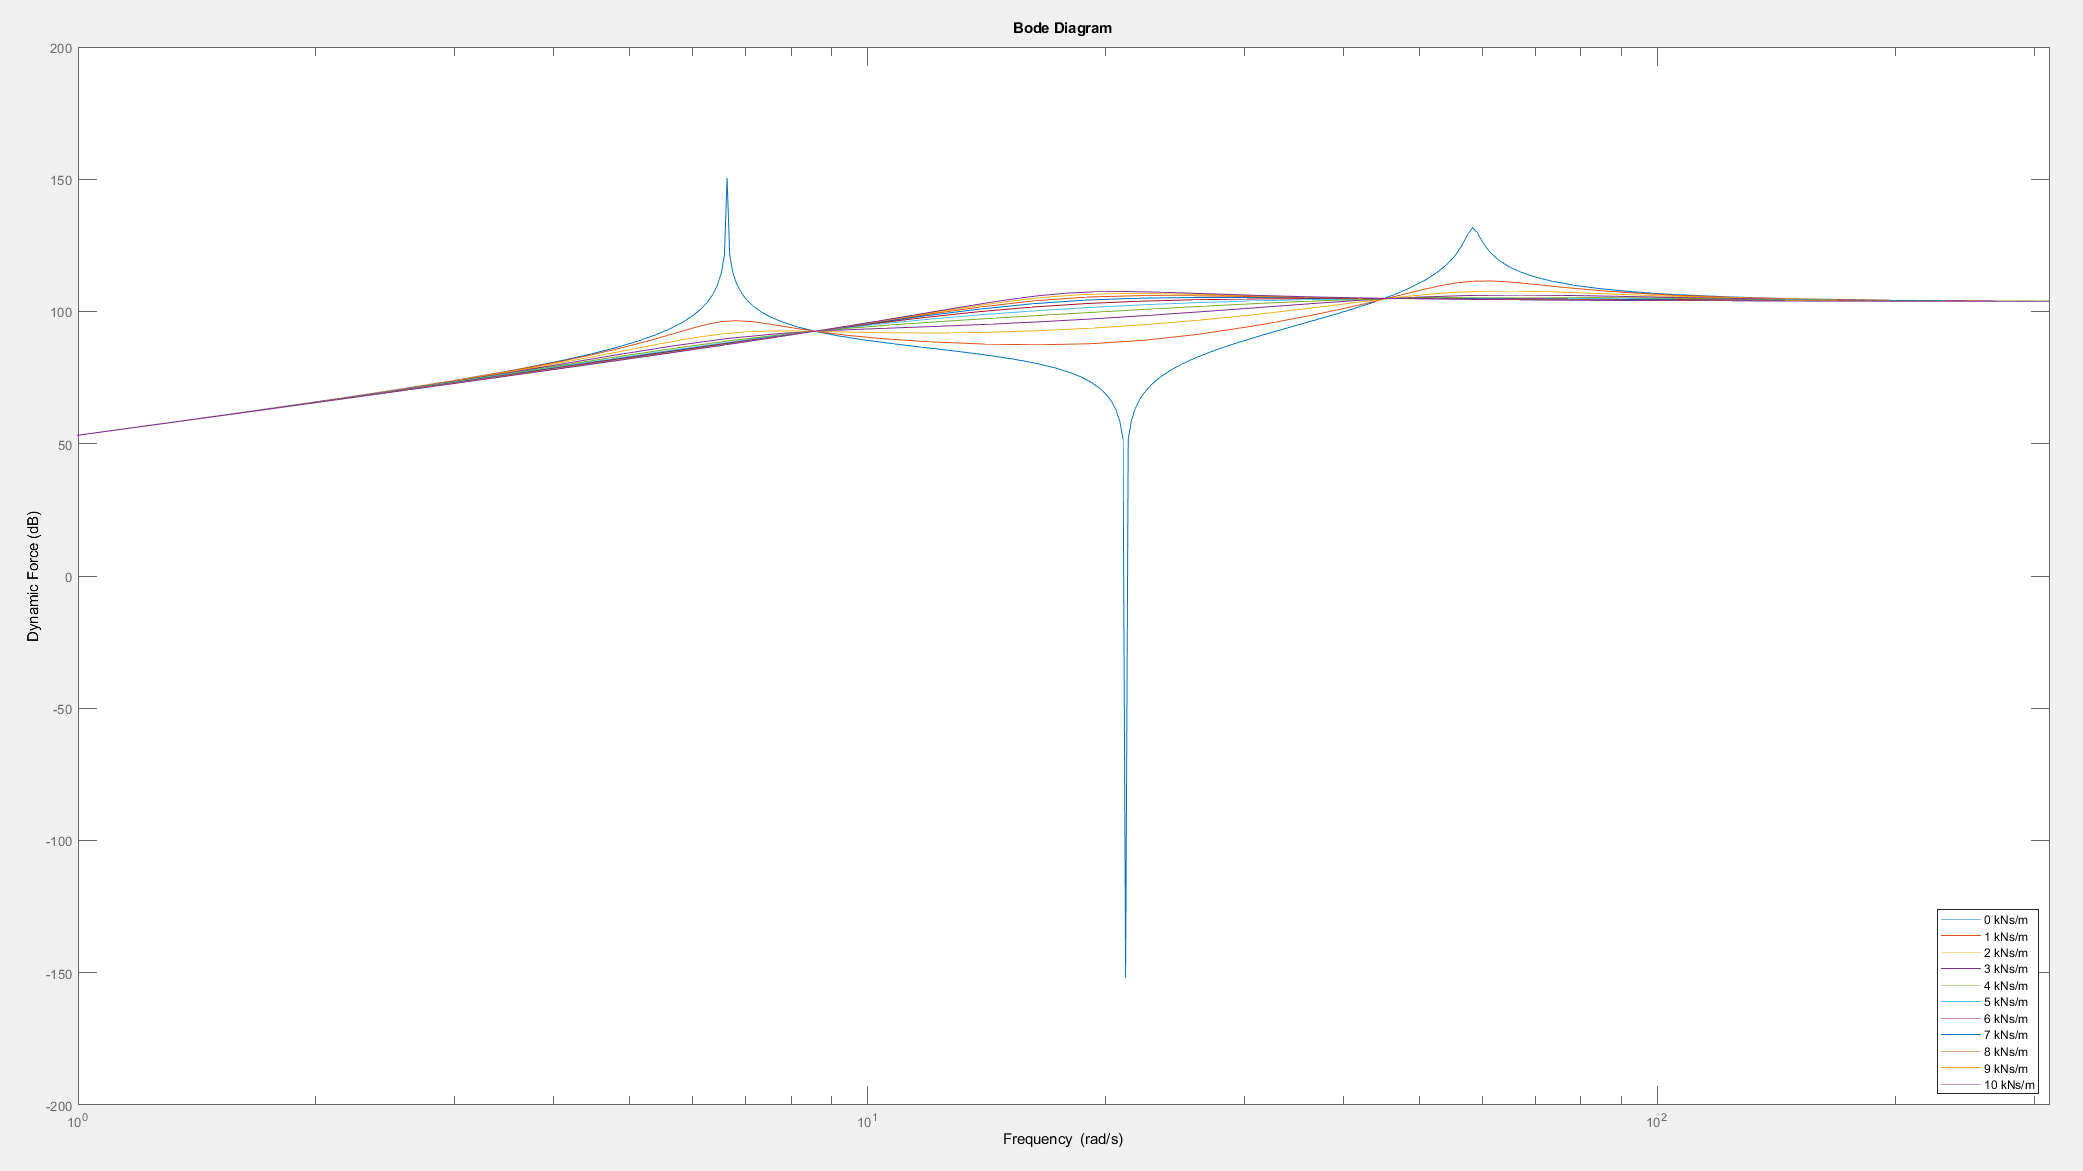 Bode Diagram
200
150
100
50
0
-50
-100
-150
-200
Dynamic Force (dB)
10^0
10^1
10^2
Frequency (rad/s)
0 kNs/m
1 kNs/m
2 kNs/m
3 kNs/m
4 kNs/m
5 kNs/m
6 kNs/m
7 kNs/m
8 kNs/m
9 kNs/m
10 kNs/m